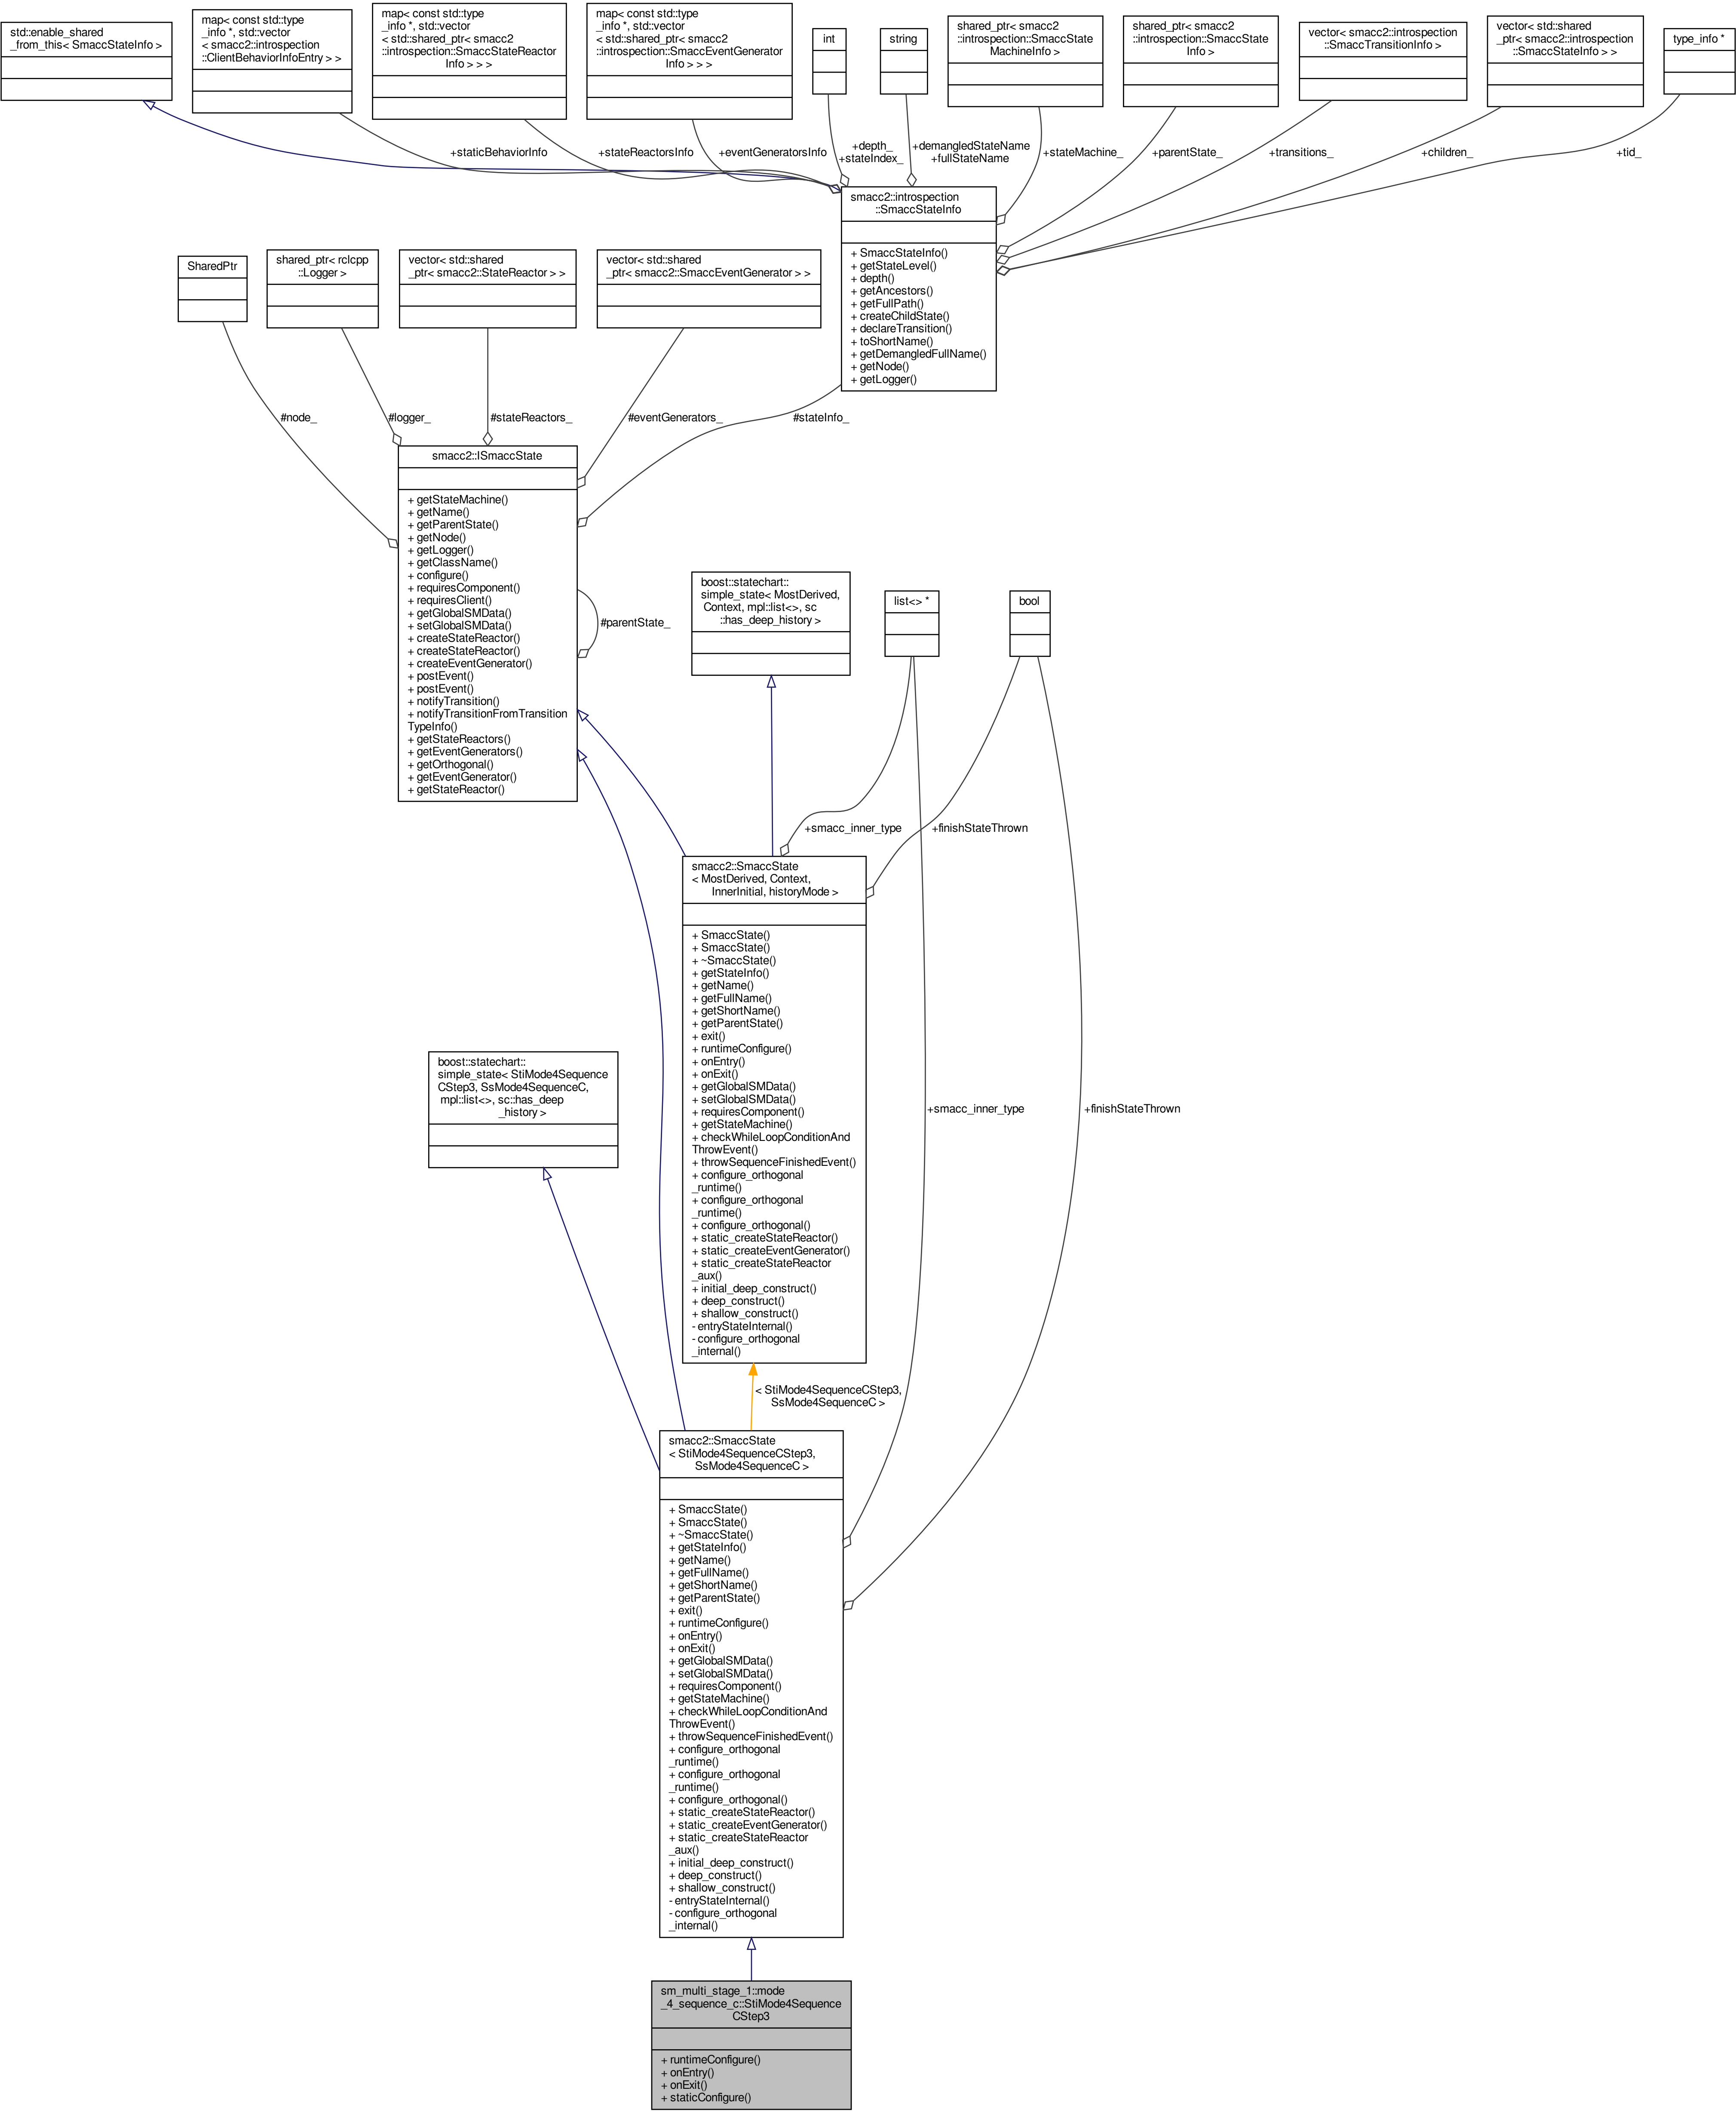 std::enable_shared
_from_this< SmaccStateInfo >
map< const std::type
_info *, std::vector
< smacc2::introspection
::ClientBehaviorInfoEntry > >
map< const std::type
_info *, std::vector
< std::shared_ptr< smacc2
::introspection::SmaccStateReactor
Info > > >
map< const std::type
_info *, std::vector
< std::shared_ptr< smacc2
::introspection::SmaccEventGenerator
Info > > >
int
string
shared_ptr< smacc2
::introspection::SmaccState
MachineInfo >
shared_ptr< smacc2
::introspection::SmaccState
Info >
vector< smacc2::introspection
::SmaccTransitionInfo >
vector< std::shared
_ptr< smacc2::introspection
::SmaccStateInfo > >
type_info *
+staticBehaviorInfo
+stateReactorsInfo
+eventGeneratorsInfo
+depth_
+stateIndex_
+demangledStateName
+fullStateName
+stateMachine_
+parentState_
+transitions_
+children_
+tid_
smacc2::introspection
::SmaccStateInfo
+ SmaccStateInfo()
+ getStateLevel()
+ depth()
+ getAncestors()
+ getFullPath()
+ createChildState()
+ declareTransition()
+ toShortName()
+ getDemangledFullName()
+ getNode()
+ getLogger()
SharedPtr
shared_ptr< rclcpp
::Logger >
vector< std::shared
_ptr< smacc2::StateReactor > >
vector< std::shared
_ptr< smacc2::SmaccEventGenerator > >
#node_
#logger_
#stateReactors_
#eventGenerators_
#stateInfo_
smacc2::ISmaccState
+ getStateMachine()
+ getName()
+ getParentState()
+ getNode()
+ getLogger()
+ getClassName()
+ configure()
+ requiresComponent()
+ requiresClient()
+ getGlobalSMData()
+ setGlobalSMData()
+ createStateReactor()
+ createStateReactor()
+ createEventGenerator()
+ postEvent()
+ postEvent()
+ notifyTransition()
+ notifyTransitionFromTransition
TypeInfo()
+ getStateReactors()
+ getEventGenerators()
+ getOrthogonal()
+ getEventGenerator()
+ getStateReactor()
#parentState_
boost::statechart::
simple_state< MostDerived,
Context, mpl::list<>, sc
::has_deep_history >
list<> *
bool
+smacc_inner_type
+finishStateThrown
smacc2::SmaccState
< MostDerived, Context,
InnerInitial, historyMode >
+ SmaccState()
+ SmaccState()
+ ~SmaccState()
+ getStateInfo()
+ getName()
+ getFullName()
+ getShortName()
+ getParentState()
+ exit()
+ runtimeConfigure()
+ onEntry()
+ onExit()
+ getGlobalSMData()
+ setGlobalSMData()
+ requiresComponent()
+ getStateMachine()
+ checkWhileLoopConditionAnd
ThrowEvent()
+ throwSequenceFinishedEvent()
+ configure_orthogonal
_runtime()
+ configure_orthogonal
_runtime()
+ configure_orthogonal()
+ static_createStateReactor()
+ static_createEventGenerator()
+ static_createStateReactor
_aux()
+ initial_deep_construct()
+ deep_construct()
+ shallow_construct()
- entryStateInternal()
- configure_orthogonal
_internal()
boost::statechart::
simple_state< StiMode4Sequence
CStep3, SsMode4SequenceC,
mpl::list<>, sc::has_deep
_history >
+smacc_inner_type
+finishStateThrown
< StiMode4SequenceCStep3,
SsMode4SequenceC >
smacc2::SmaccState
< StiMode4SequenceCStep3,
SsMode4SequenceC >
+ SmaccState()
+ SmaccState()
+ ~SmaccState()
+ getStateInfo()
+ getName()
+ getFullName()
+ getShortName()
+ getParentState()
+ exit()
+ runtimeConfigure()
+ onEntry()
+ onExit()
+ getGlobalSMData()
+ setGlobalSMData()
+ requiresComponent()
+ getStateMachine()
+ checkWhileLoopConditionAnd
ThrowEvent()
+ throwSequenceFinishedEvent()
+ configure_orthogonal
_runtime()
+ configure_orthogonal
_runtime()
+ configure_orthogonal()
+ static_createStateReactor()
+ static_createEventGenerator()
+ static_createStateReactor
_aux()
+ initial_deep_construct()
+ deep_construct()
+ shallow_construct()
- entryStateInternal()
- configure_orthogonal
_internal()
sm_multi_stage_1::mode
_4_sequence_c::StiMode4Sequence
CStep3
+ runtimeConfigure()
+ onEntry()
+ onExit()
+ staticConfigure()